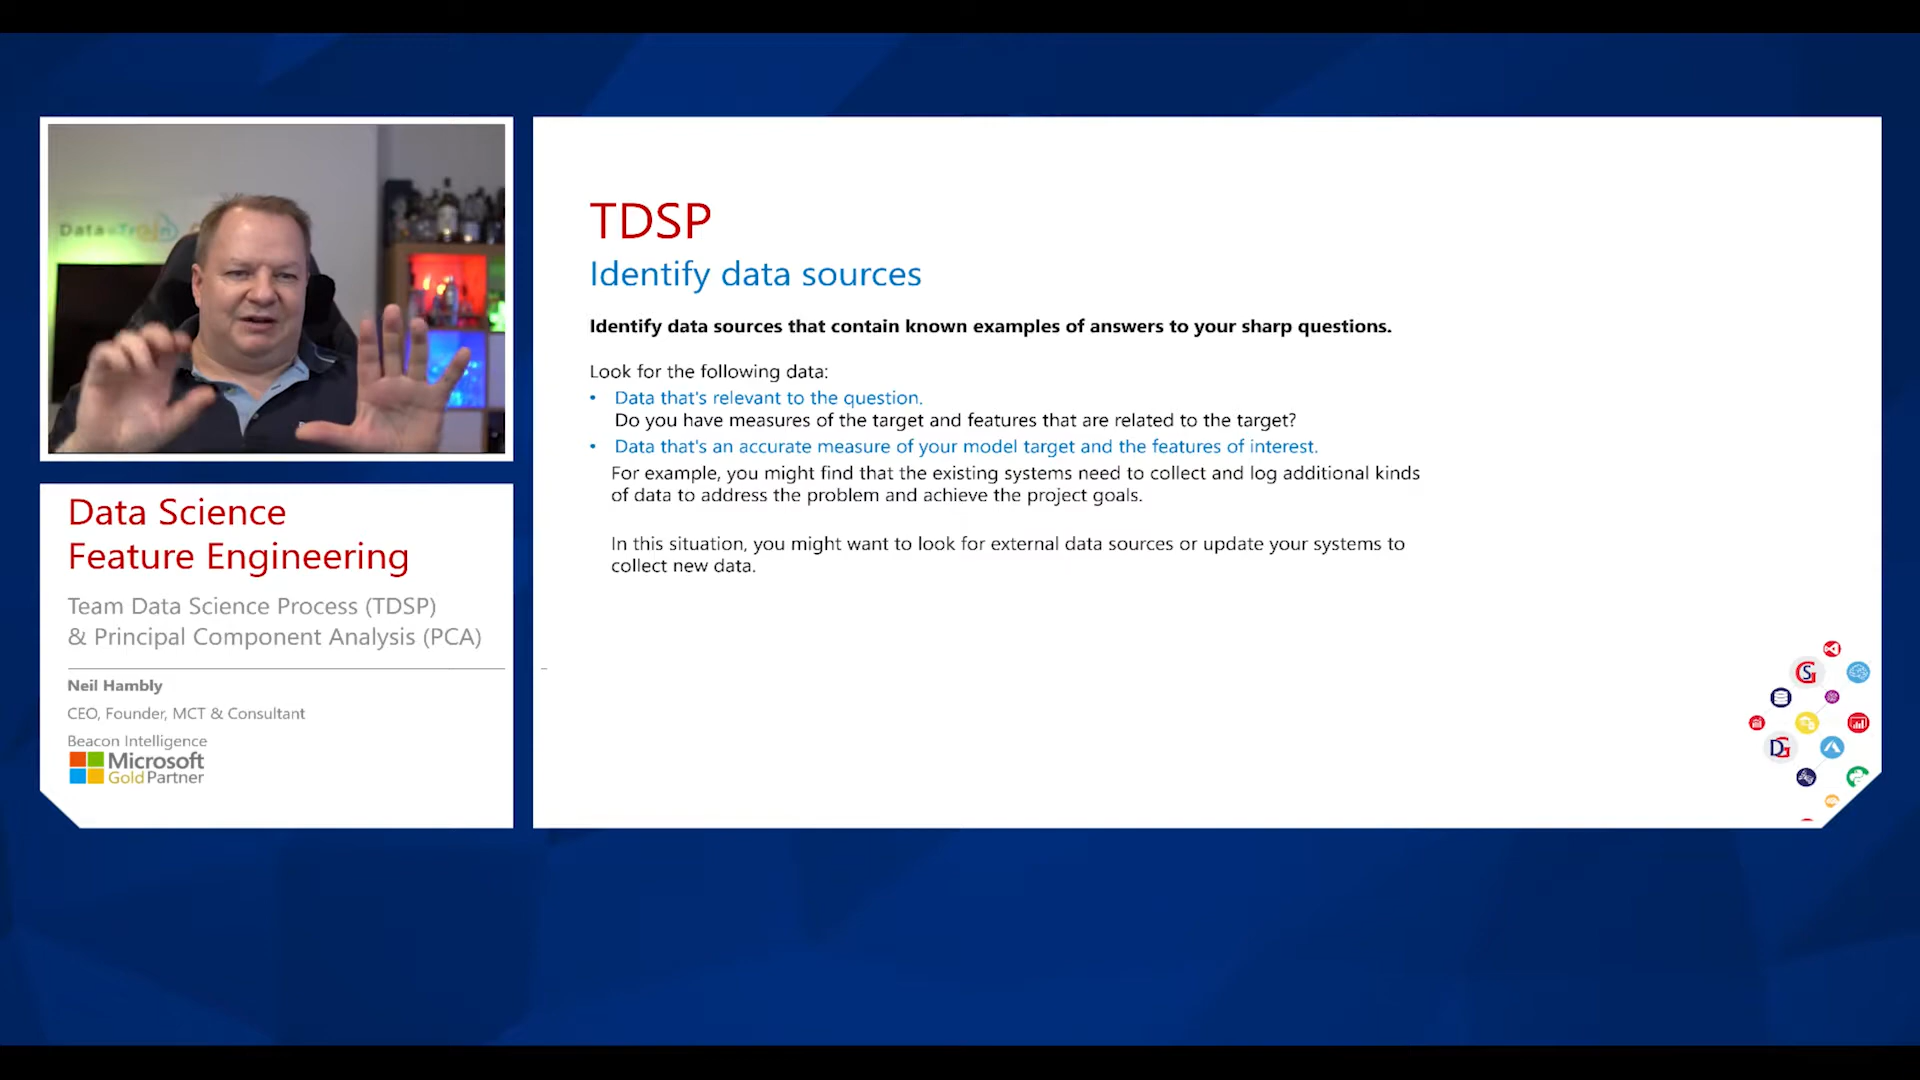 Data-Tr
Data Science
Feature Engineering
Team Data Science Process (TDSP)
& Principal Component Analysis (PCA)
Neil Hambly
CEO, Founder, MCT & Consultant
Beacon Intelligence
Microsoft
Gold Partner
TDSP
Identify data sources
Identify data sources that contain known examples of answers to your sharp questions.
Look for the following data:
• Data that's relevant to the question.
Do you have measures of the target and features that are related to the target?
• Data that's an accurate measure of your model target and the features of interest.
For example, you might find that the existing systems need to collect and log additional kinds
of data to address the problem and achieve the project goals.
In this situation, you might want to look for external data sources or update your systems to
collect new data.
SG
DG